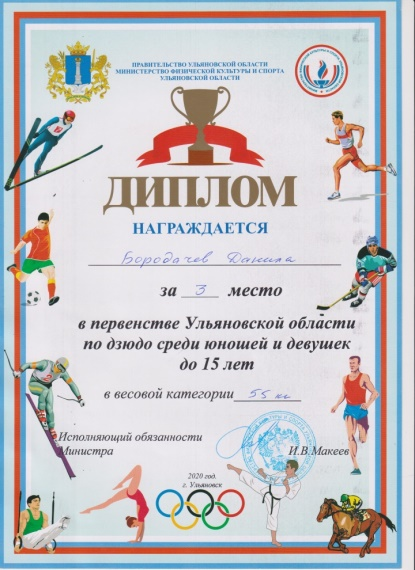 ПРАВИТЕЛЬСТВО УЛЬЯНОВСКОЙ ОБЛАСТИ
МИНИСТЕРСТВО ФИЗИЧЕСКОЙ КУЛЬТУРЫ И СПОРТА
УЛЬЯНОВСКОЙ ОБЛАСТИ
ДИПЛОМ
НАГРАЖДАЕТСЯ
Бородачев Данила
за 3 место
в первенстве Ульяновской области
по дзюдо среди юношей и девушек
до 15 лет
в весовой категории 55 кг
Исполняющий обязанности
Министра
И.В.Макеев
2020 год.
г. Ульяновск